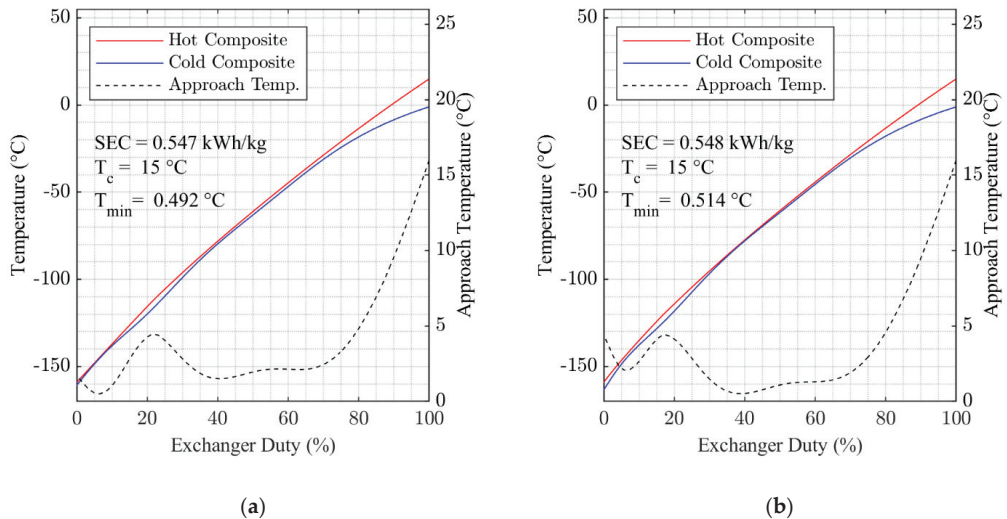 50
0
-50
-100
-150
Temperature (°C)
Hot Composite
Cold Composite
Approach Temp.
SEC = 0.547 kWh/kg
T_c = 15 °C
T_min = 0.492 °C
25
20
15
10
5
0
Approach Temperature (°C)
0 20 40 60 80 100
Exchanger Duty (%)
(a)
50
0
-50
-100
-150
Temperature (°C)
Hot Composite
Cold Composite
Approach Temp.
SEC = 0.548 kWh/kg
T_c = 15 °C
T_min = 0.514 °C
25
20
15
10
5
0
Approach Temperature (°C)
0 20 40 60 80 100
Exchanger Duty (%)
(b)